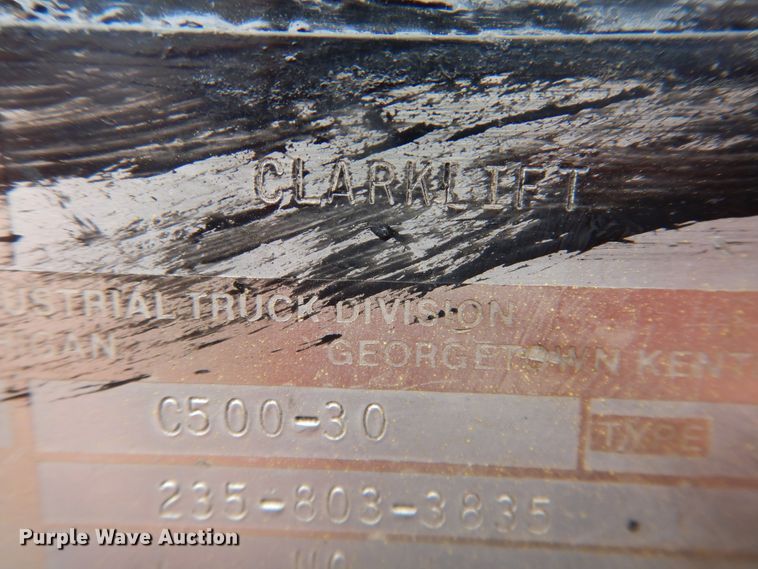 CLARKLIFT
USTRIAL TRUCK DIVISION
IGAN GEORGETOWN KENT
C500-30 TYPE
235-803-3835
Purple Wave Auction